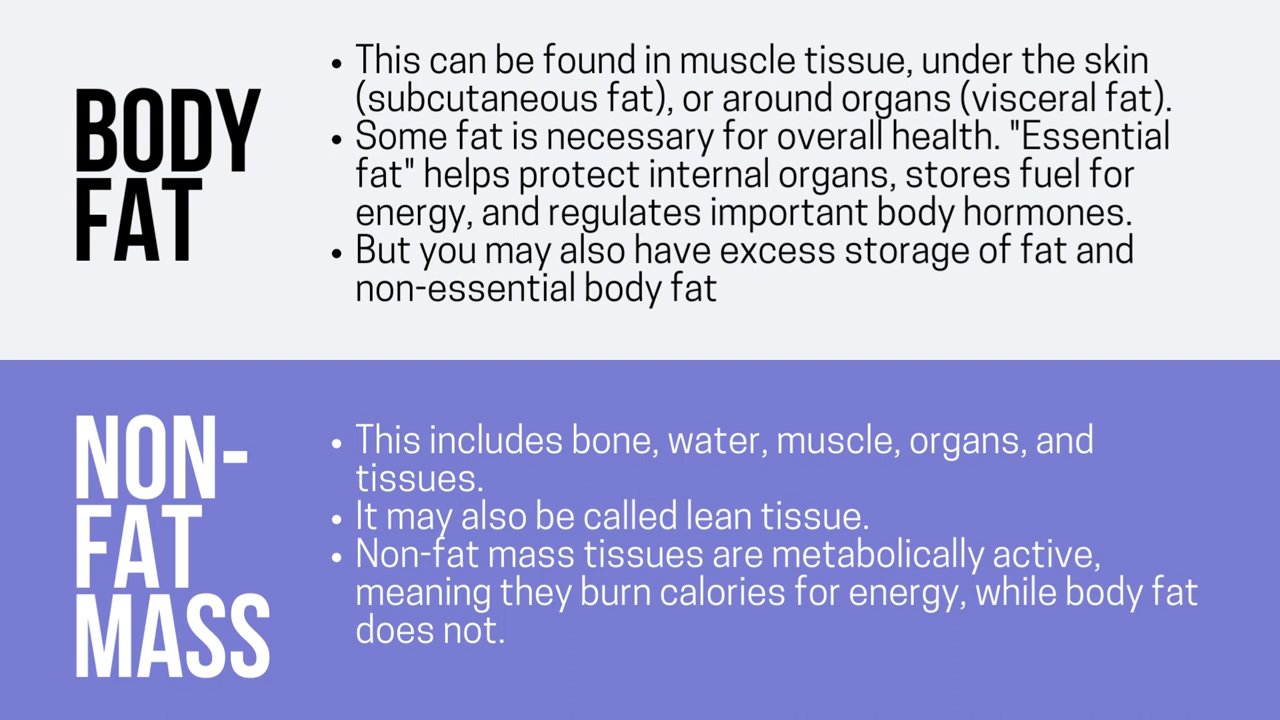 BODY
FAT
• This can be found in muscle tissue, under the skin
(subcutaneous fat), or around organs (visceral fat).
• Some fat is necessary for overall health. "Essential
fat" helps protect internal organs, stores fuel for
energy, and regulates important body hormones.
• But you may also have excess storage of fat and
non-essential body fat
NON-
FAT
MASS
• This includes bone, water, muscle, organs, and
tissues.
• It may also be called lean tissue.
• Non-fat mass tissues are metabolically active,
meaning they burn calories for energy, while body fat
does not.